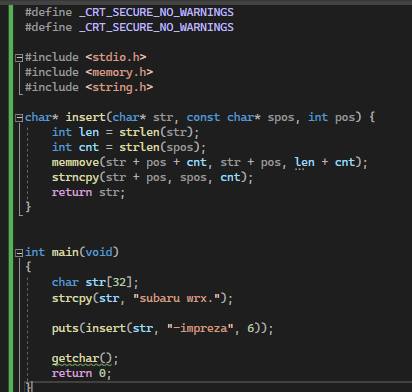 #define _CRT_SECURE_NO_WARNINGS
#define _CRT_SECURE_NO_WARNINGS
#include <stdio.h>
#include <memory.h>
#include <string.h>
char* insert(char* str, const char* spos, int pos) {
int len = strlen(str);
int cnt = strlen(spos);
memmove(str + pos + cnt, str + pos, len + cnt);
strncpy(str + pos, spos, cnt);
return str;
}
int main(void)
{
char str[32];
strcpy(str, "subaru wrx.");
puts(insert(str, "-impreza", 6));
getchar();
return 0;
}